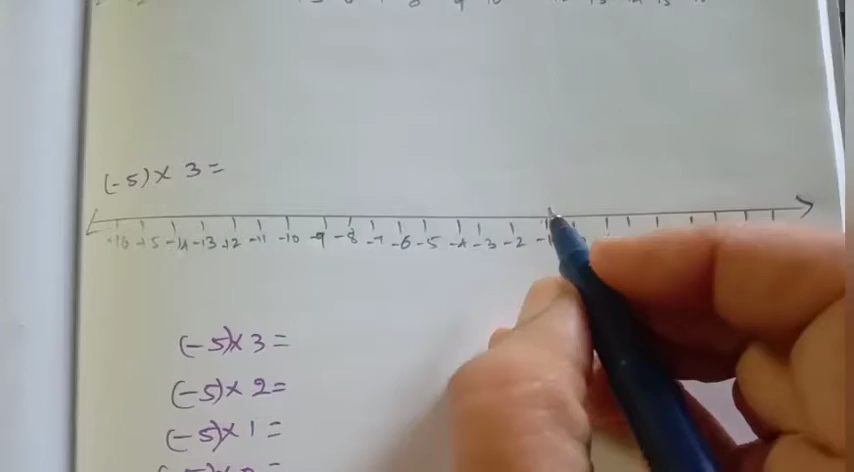 (-5) × 3 =
-16 -15 -14 -13 -12 -11 -10 -9 -8 -7 -6 -5 -4 -3 -2
(-5) × 3 =
(-5) × 2 =
(-5) × 1 =